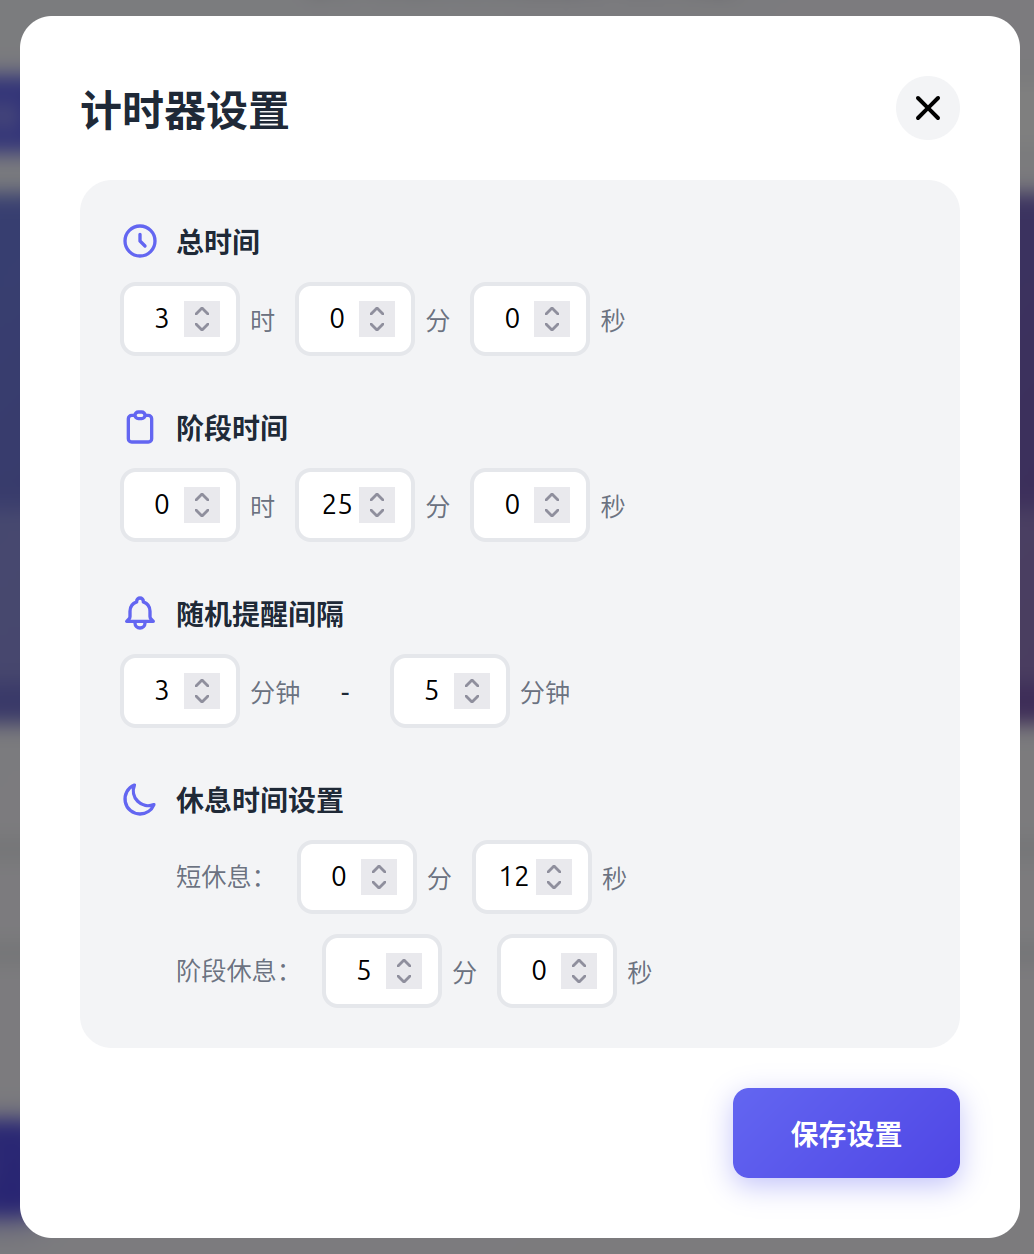 计时器设置
总时间
3 时 0 分 0 秒
阶段时间
0 时 25 分 0 秒
随机提醒间隔
3 分钟 - 5 分钟
休息时间设置
短休息： 0 分 12 秒
阶段休息： 5 分 0 秒
保存设置